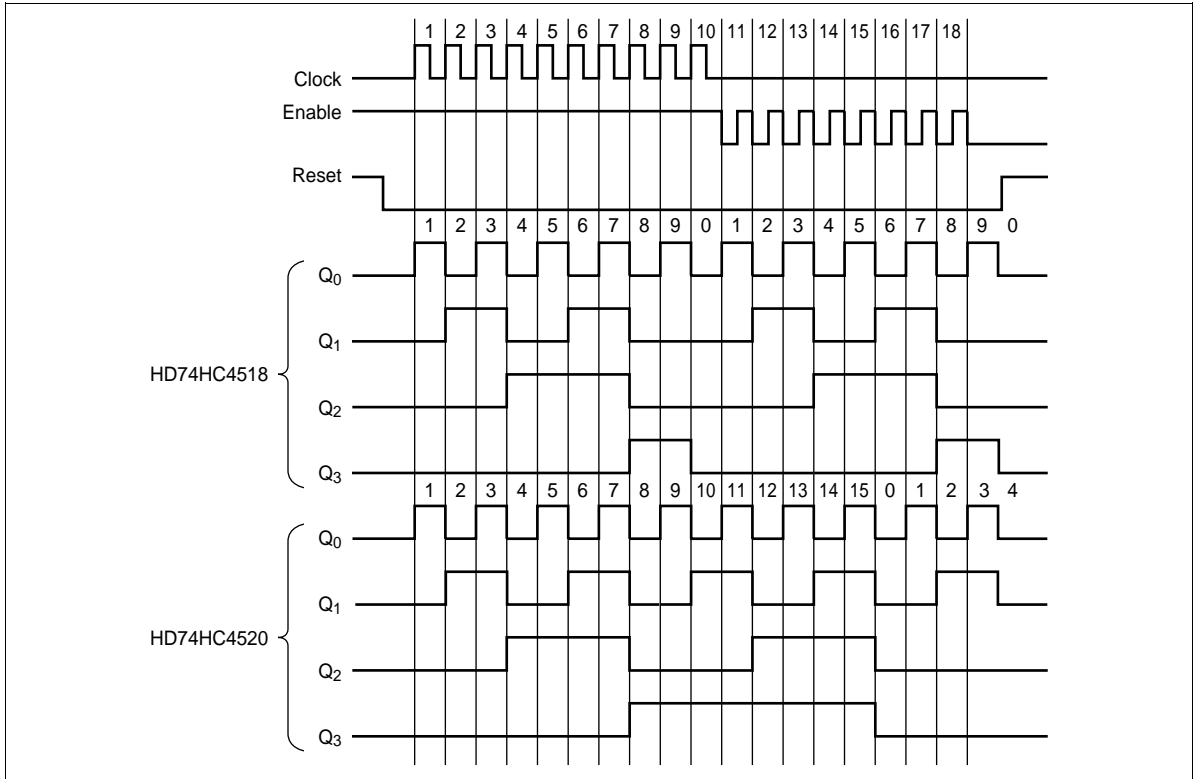 1 2 3 4 5 6 7 8 9 10 11 12 13 14 15 16 17 18
Clock
Enable
Reset
1 2 3 4 5 6 7 8 9 0 1 2 3 4 5 6 7 8 9 0
Q0
Q1
HD74HC4518
Q2
Q3
1 2 3 4 5 6 7 8 9 10 11 12 13 14 15 0 1 2 3 4
Q0
Q1
HD74HC4520
Q2
Q3